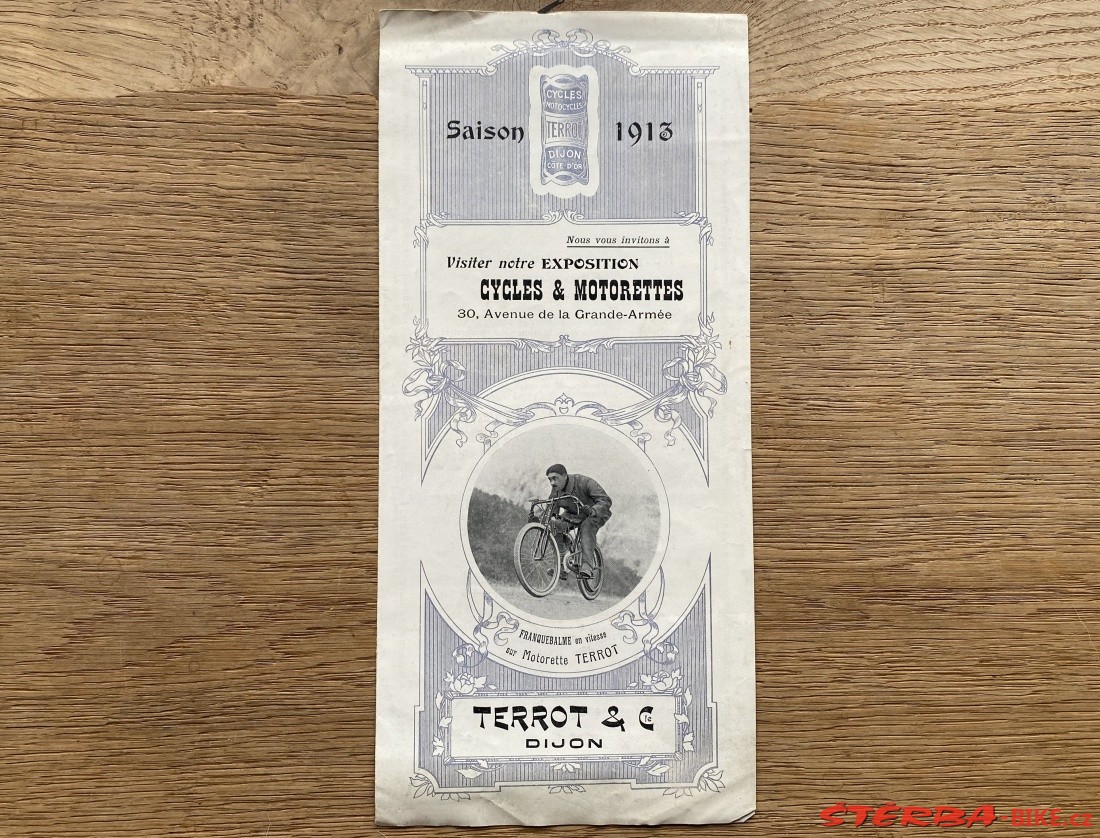 CYCLES
MOTOCYCLES
TERROT
DIJON
CÔTE D'OR
Saison 1913
Nous vous invitons à
Visiter notre EXPOSITION
CYCLES & MOTORETTES
30, Avenue de la Grande-Armée
FRANQUEBALME en vitesse
sur Motorette TERROT
TERROT & Cie
DIJON
ŠTERBA-BIKE.cz